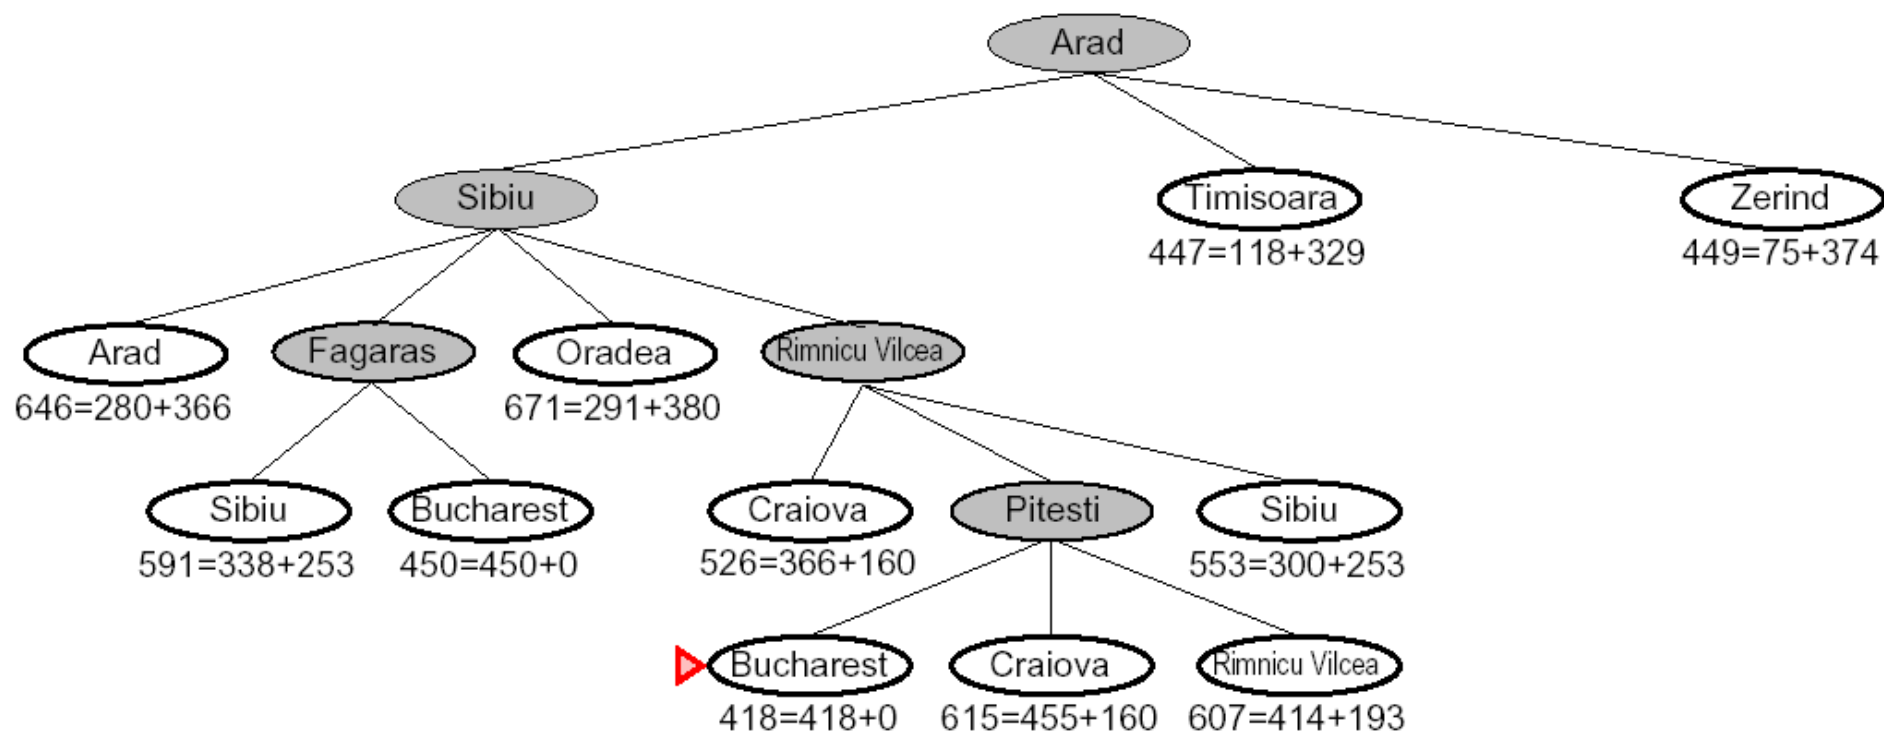 Arad
Sibiu
Timisoara
Zerind
447=118+329
449=75+374
Arad
Fagaras
Oradea
Rimnicu Vilcea
646=280+366
671=291+380
Sibiu
Bucharest
Craiova
Pitesti
Sibiu
591=338+253
450=450+0
526=366+160
553=300+253
Bucharest
Craiova
Rimnicu Vilcea
418=418+0
615=455+160
607=414+193